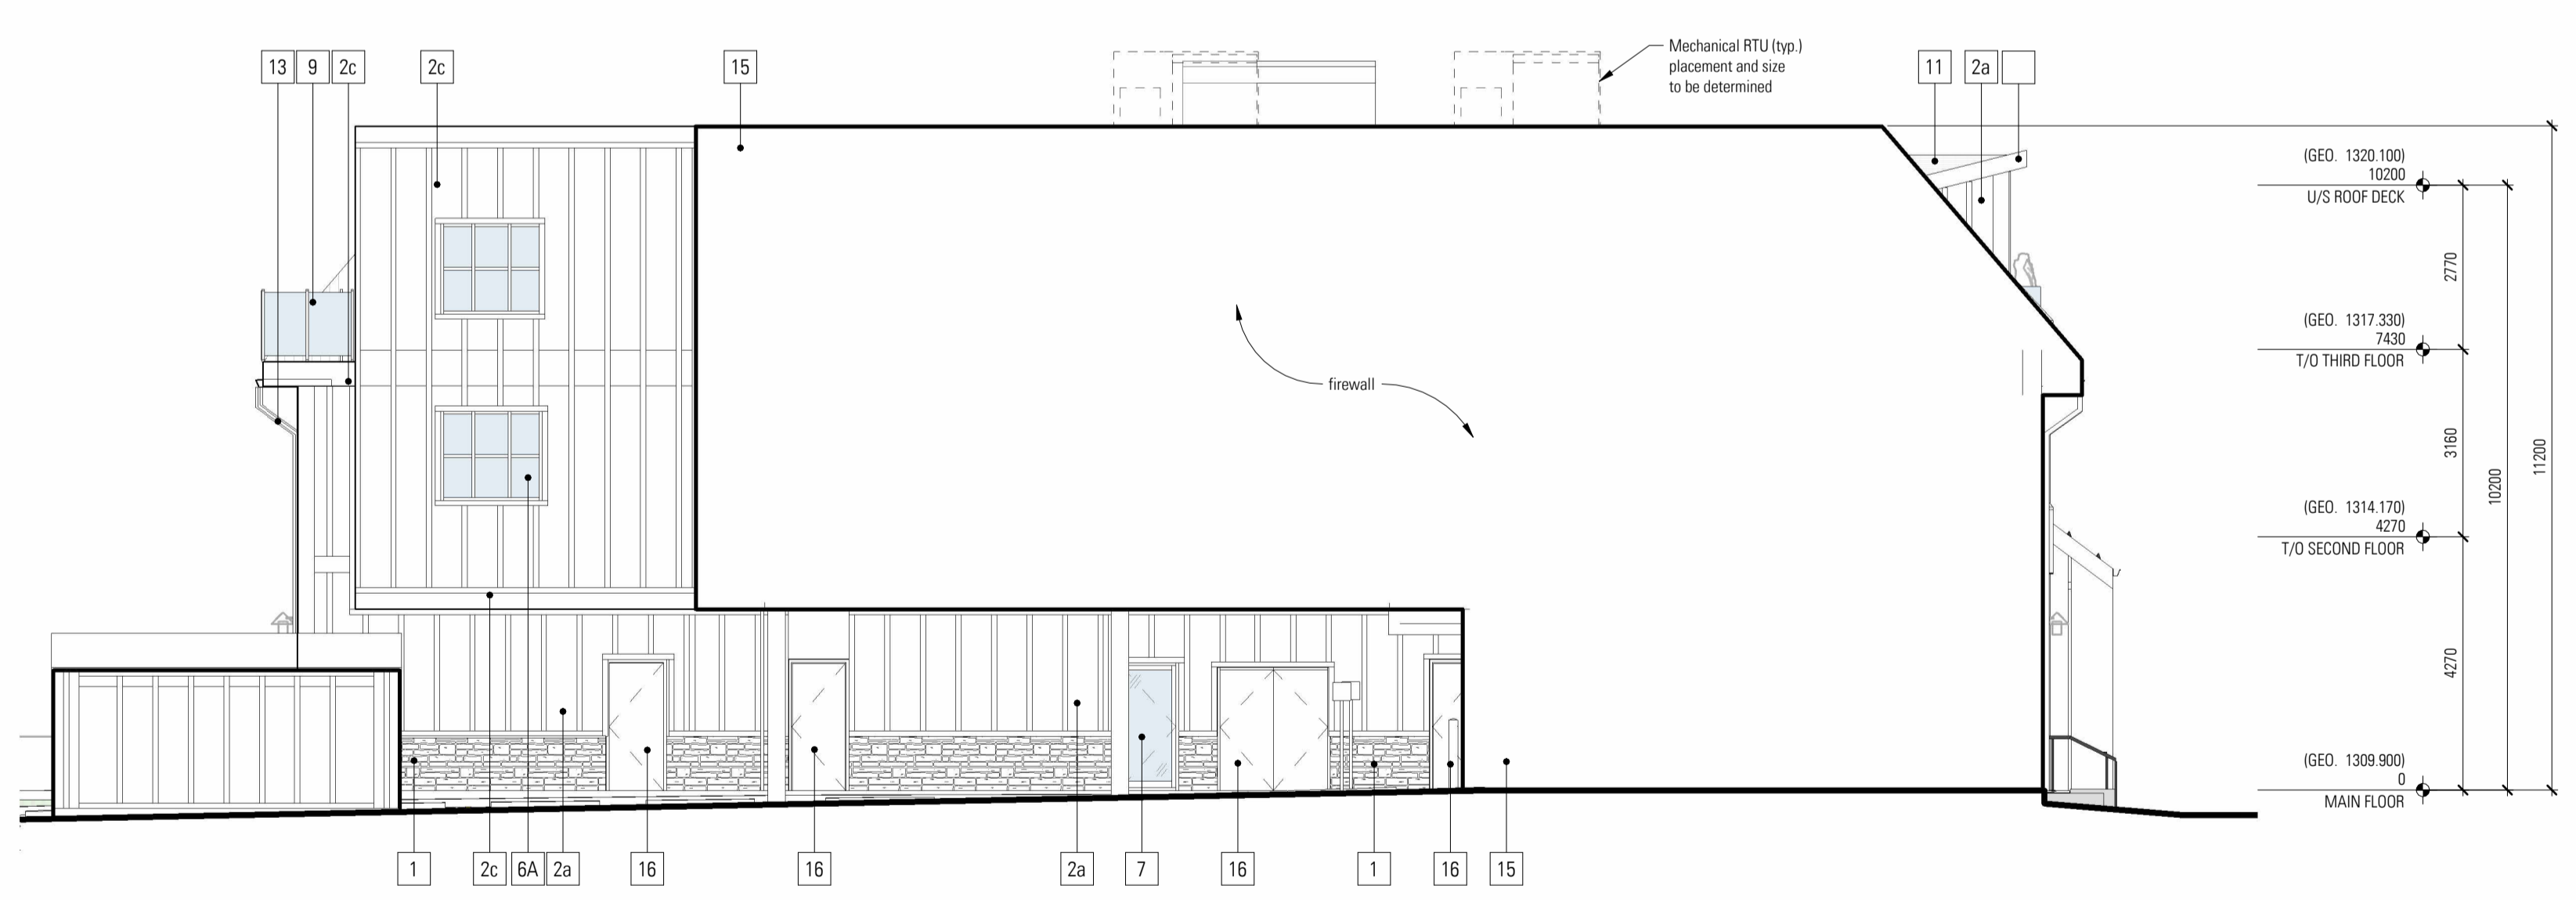 13 9 2c 2c 15
Mechanical RTU (typ.)
placement and size
to be determined
11 2a
(GEO. 1320.100)
10200
U/S ROOF DECK
2770
(GEO. 1317.330)
7430
T/O THIRD FLOOR
firewall
3160
10200
11200
(GEO. 1314.170)
4270
T/O SECOND FLOOR
4270
(GEO. 1309.900)
0
MAIN FLOOR
1 2c 6A 2a 16 16 2a 7 16 1 16 15